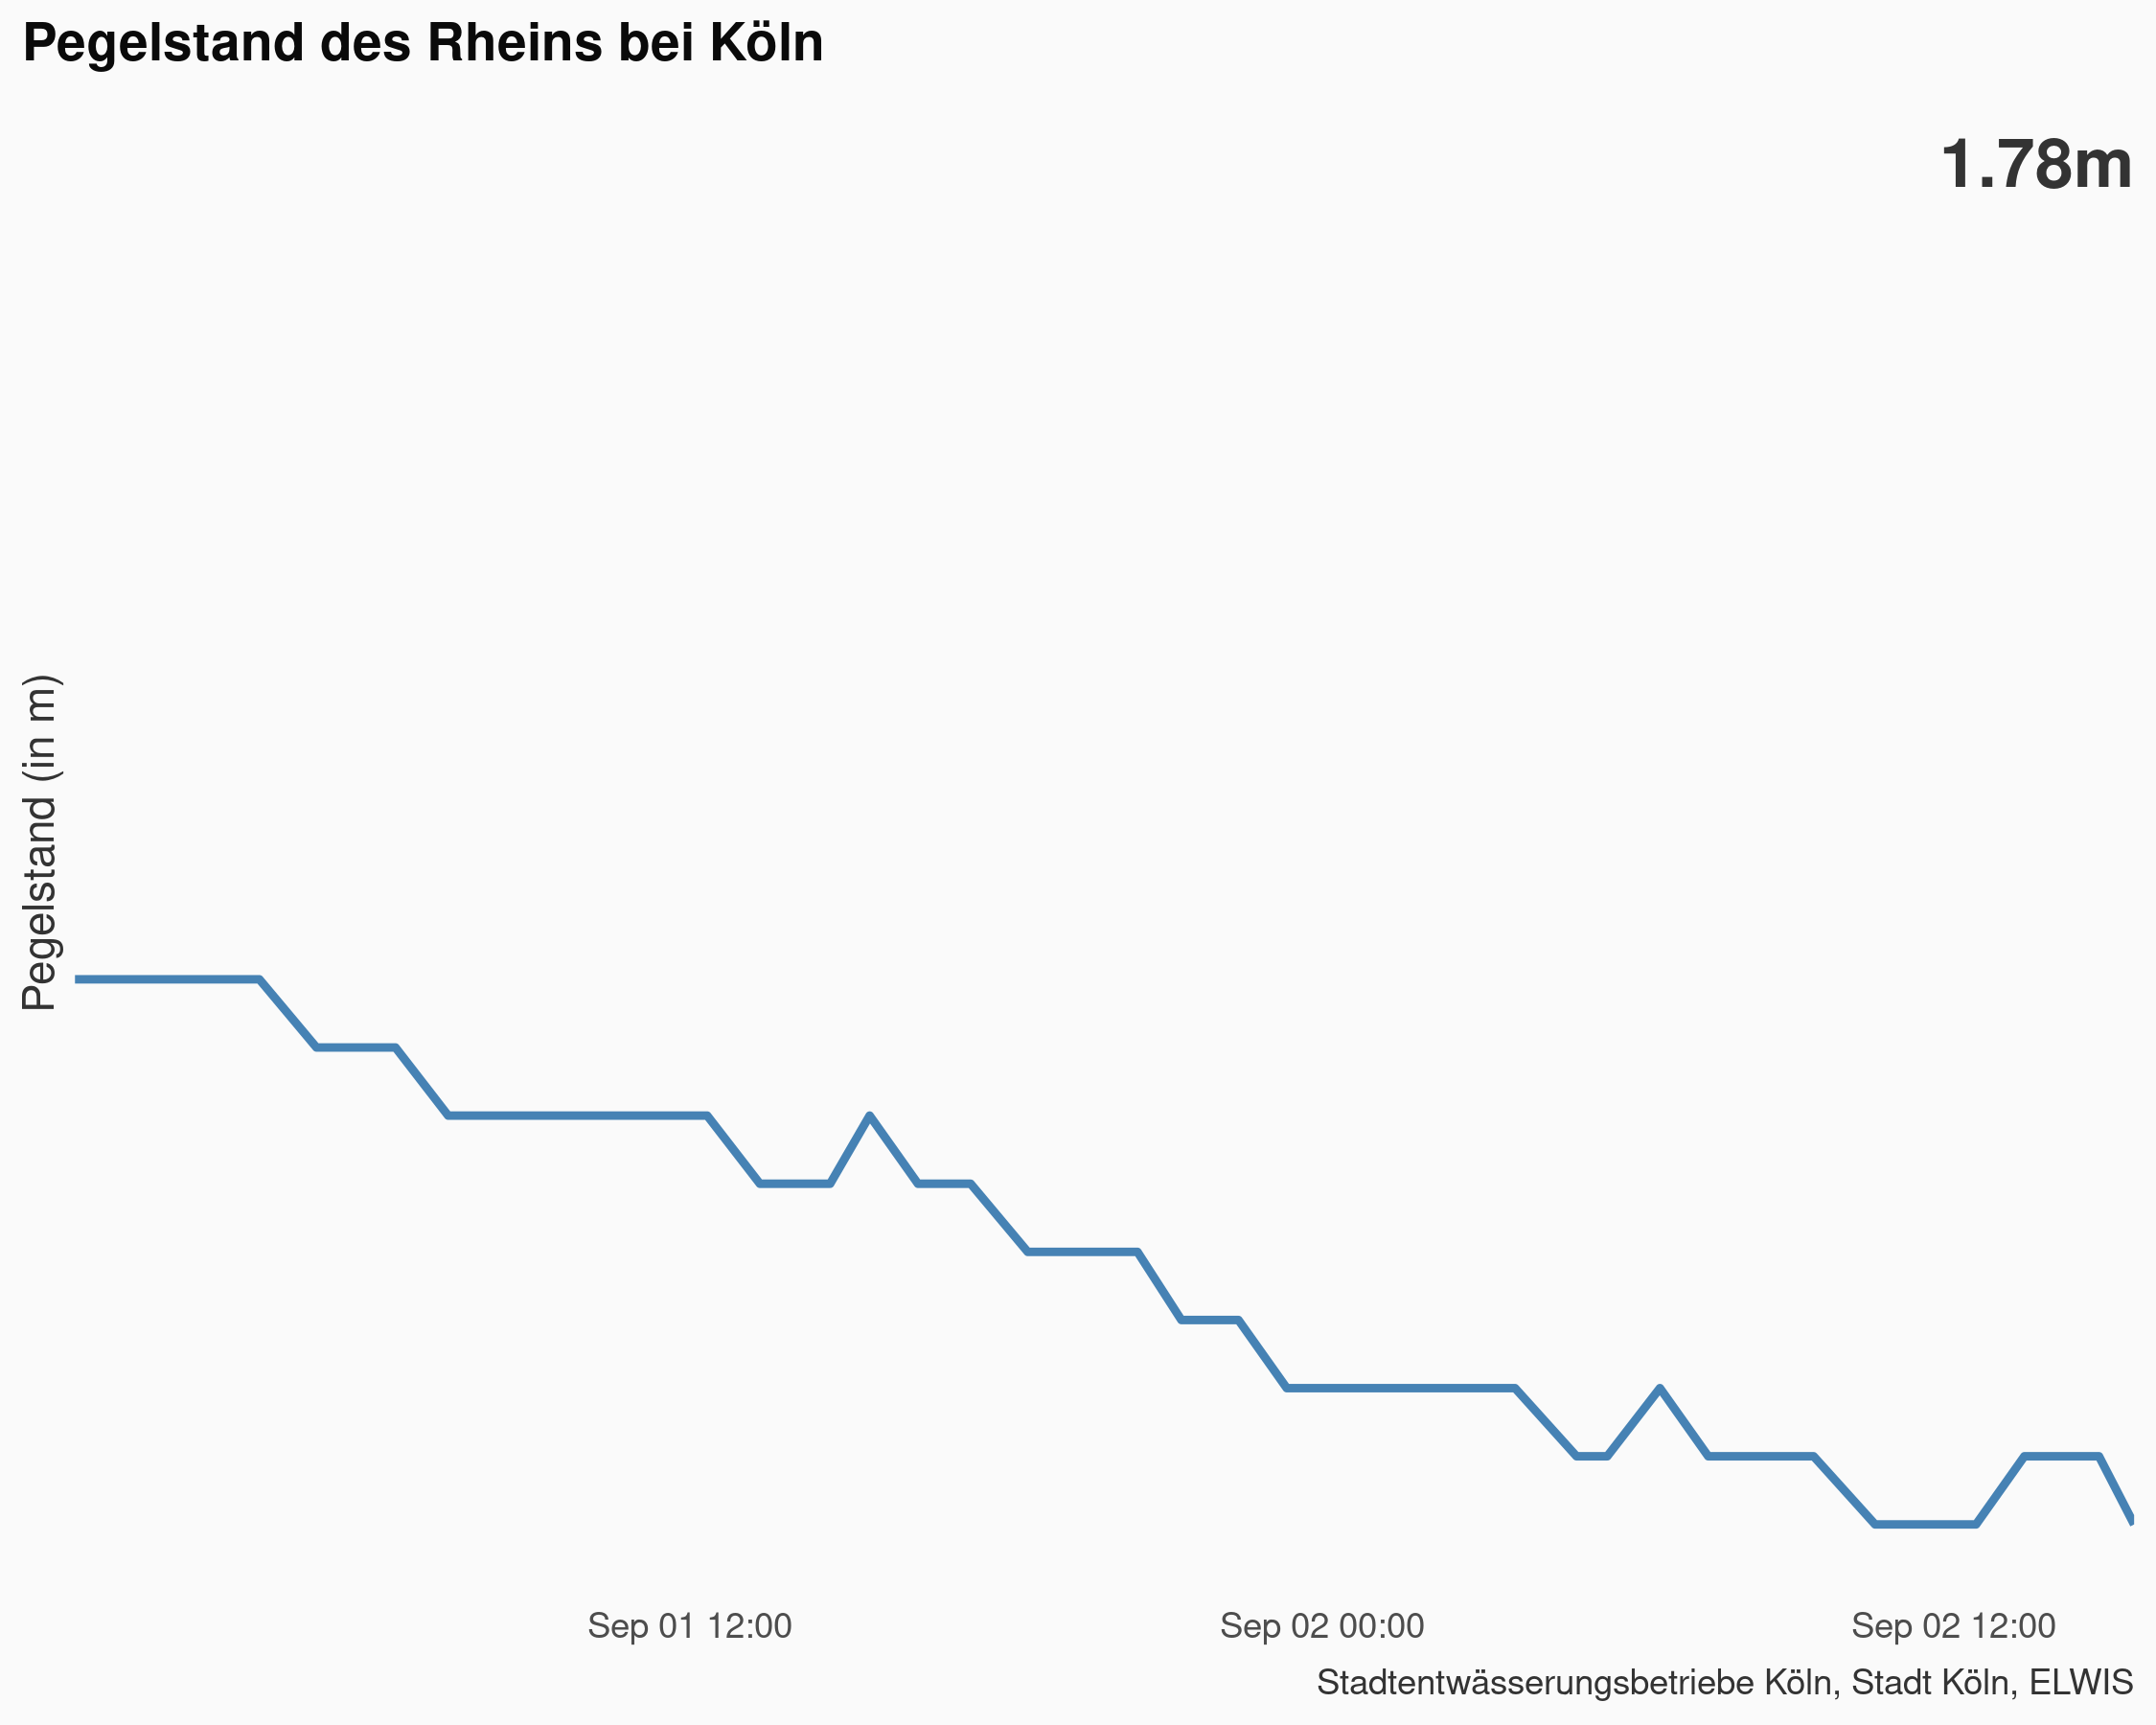 Pegelstand des Rheins bei Köln
1.78m
Pegelstand (in m)
Sep 01 12:00
Sep 02 00:00
Sep 02 12:00
Stadtentwässerungsbetriebe Köln, Stadt Köln, ELWIS